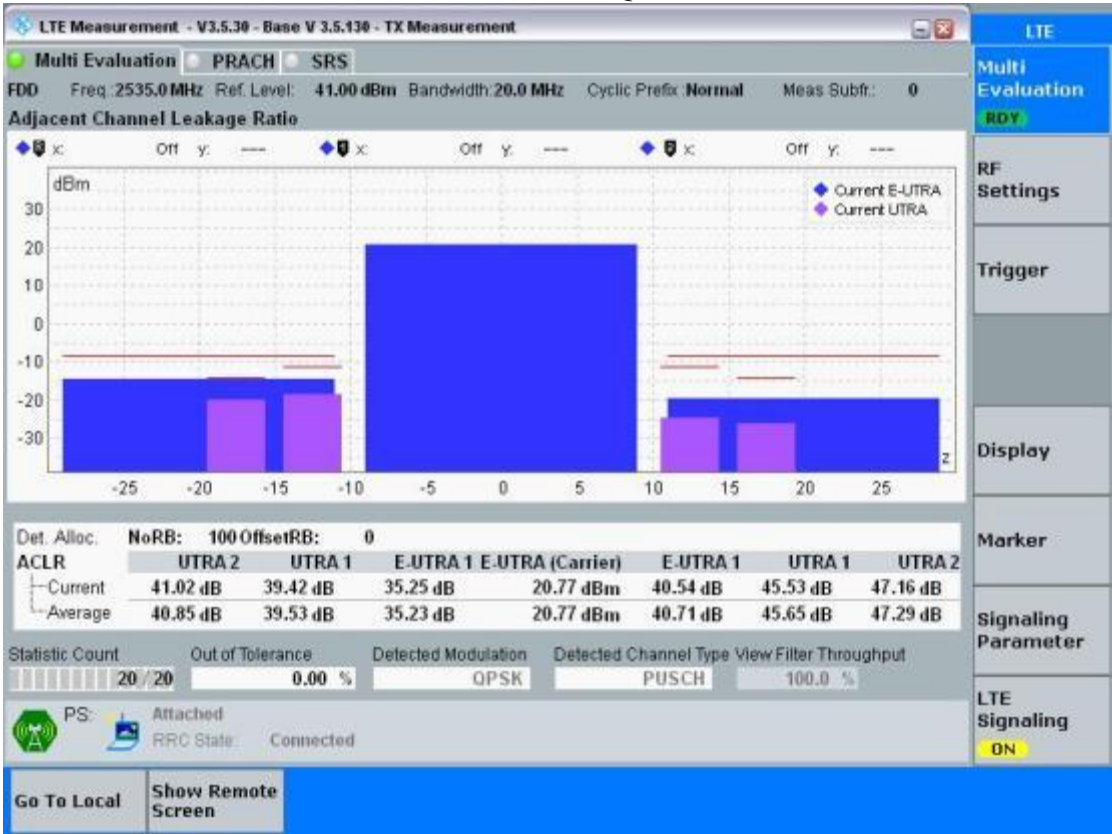 LTE Measurement - V3.5.30 - Base V 3.5.130 - TX Measurement
LTE
Multi Evaluation PRACH SRS
Multi
Evaluation
RDY
FDD Freq.:2535.0 MHz Ref. Level: 41.00 dBm Bandwidth:20.0 MHz Cyclic Prefix:Normal Meas Subfr.: 0
Adjacent Channel Leakage Ratio
x: Off y: --- x: Off y: --- x: Off y: ---
dBm
Current E-UTRA
Current UTRA
30
20
10
0
-10
-20
-30
z
-25 -20 -15 -10 -5 0 5 10 15 20 25
RF
Settings
Trigger
Display
Marker
Signaling
Parameter
LTE
Signaling
ON
Det. Alloc. NoRB: 100 OffsetRB: 0
ACLR UTRA 2 UTRA 1 E-UTRA 1 E-UTRA (Carrier) E-UTRA 1 UTRA 1 UTRA 2
Current 41.02 dB 39.42 dB 35.25 dB 20.77 dBm 40.54 dB 45.53 dB 47.16 dB
Average 40.85 dB 39.53 dB 35.23 dB 20.77 dBm 40.71 dB 45.65 dB 47.29 dB
Statistic Count Out of Tolerance Detected Modulation Detected Channel Type View Filter Throughput
20 / 20 0.00 % QPSK PUSCH 100.0 %
PS: Attached
RRC State: Connected
Go To Local
Show Remote
Screen